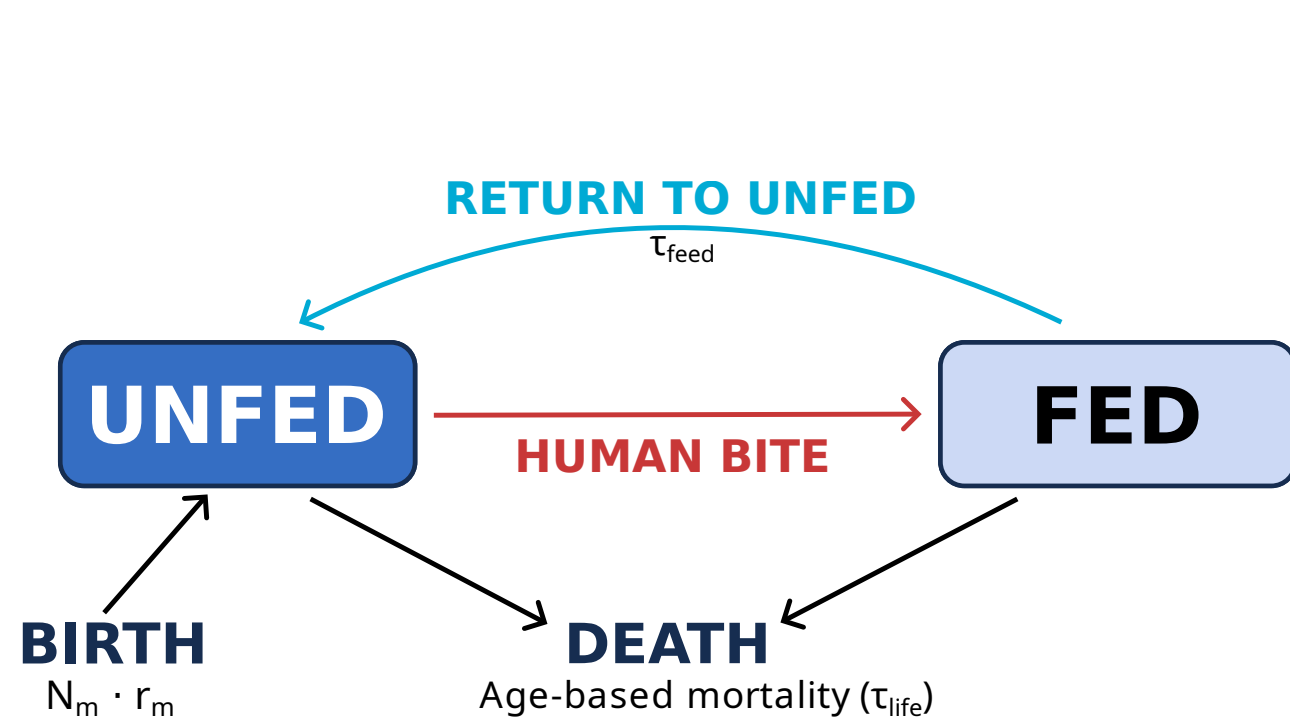 RETURN TO UNFED
τfeed
UNFED
FED
HUMAN BITE
BIRTH
Nm · rm
DEATH
Age-based mortality (τlife)